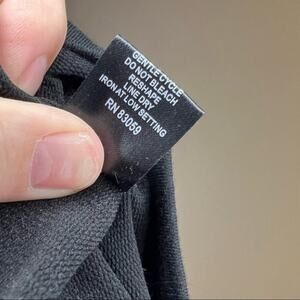 GENTLE CYCLE
DO NOT BLEACH
RESHAPE
LINE DRY
IRON AT LOW SETTING
RN 83059